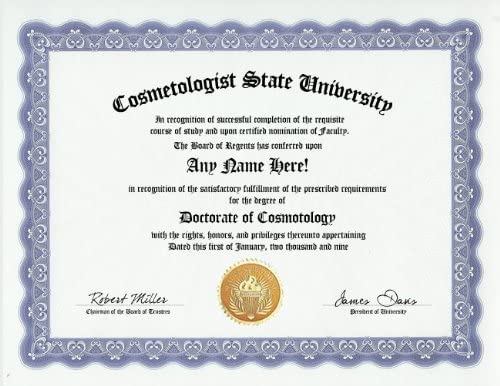 Cosmetologist State University
In recognition of successful completion of the requisite
course of study and upon certified nomination of Faculty.
The Board of Regents has conferred upon
Any Name Here!
in recognition of the satisfactory fulfillment of the prescribed requirements
for the degree of
Doctorate of Cosmotology
with the rights, honors, and privileges thereunto appertaining
Dated this first of January, two thousand and nine
Robert Miller
Chairman of the Board of Trustees
James Davis
President of University